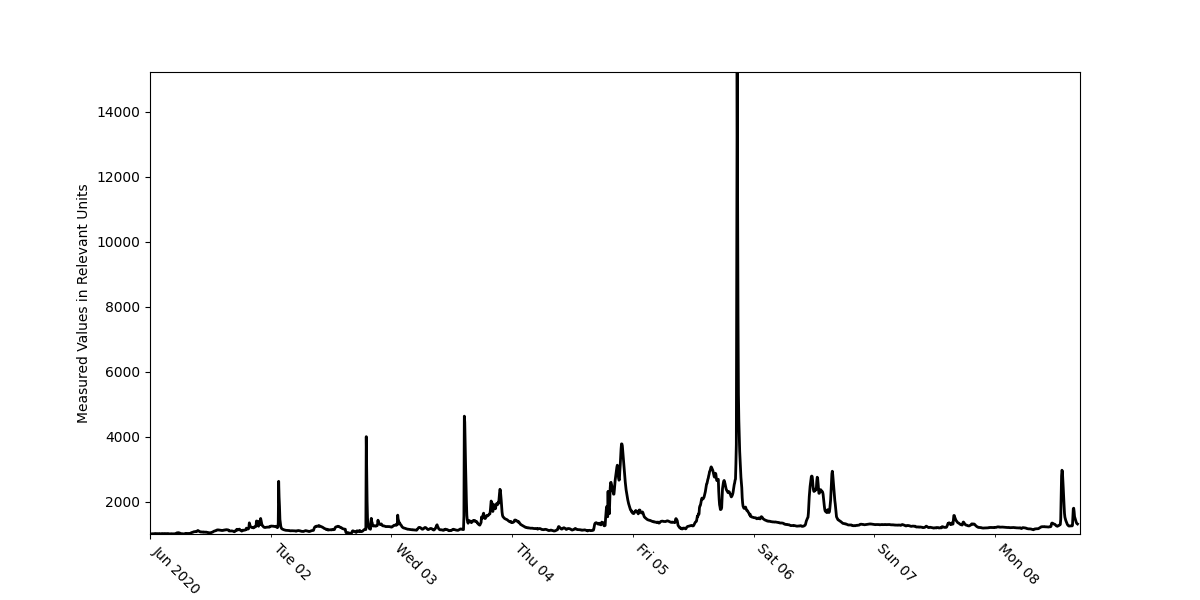 14000
12000
10000
8000
6000
4000
2000
Measured Values in Relevant Units
Jun 2020
Tue 02
Wed 03
Thu 04
Fri 05
Sat 06
Sun 07
Mon 08